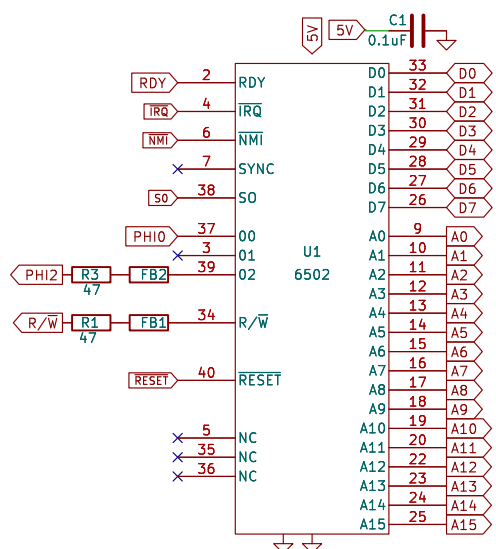 5V 5V C1
0.1uF
RDY 2 RDY D0 33 D0
D1 32 D1
IRQ 4 IRQ D2 31 D2
D3 30 D3
NMI 6 NMI D4 29 D4
7 SYNC D5 28 D5
D6 27 D6
SO 38 SO D7 26 D7
PHI0 37 00 A0 9 A0
3 01 U1 A1 10 A1
PHI2 R3 FB2 39 02 6502 A2 11 A2
47 A3 12 A3
A4 13 A4
R/W R1 FB1 34 R/W A5 14 A5
47 A6 15 A6
A7 16 A7
RESET 40 RESET A8 17 A8
A9 18 A9
A10 19 A10
5 NC A11 20 A11
35 NC A12 22 A12
36 NC A13 23 A13
A14 24 A14
A15 25 A15